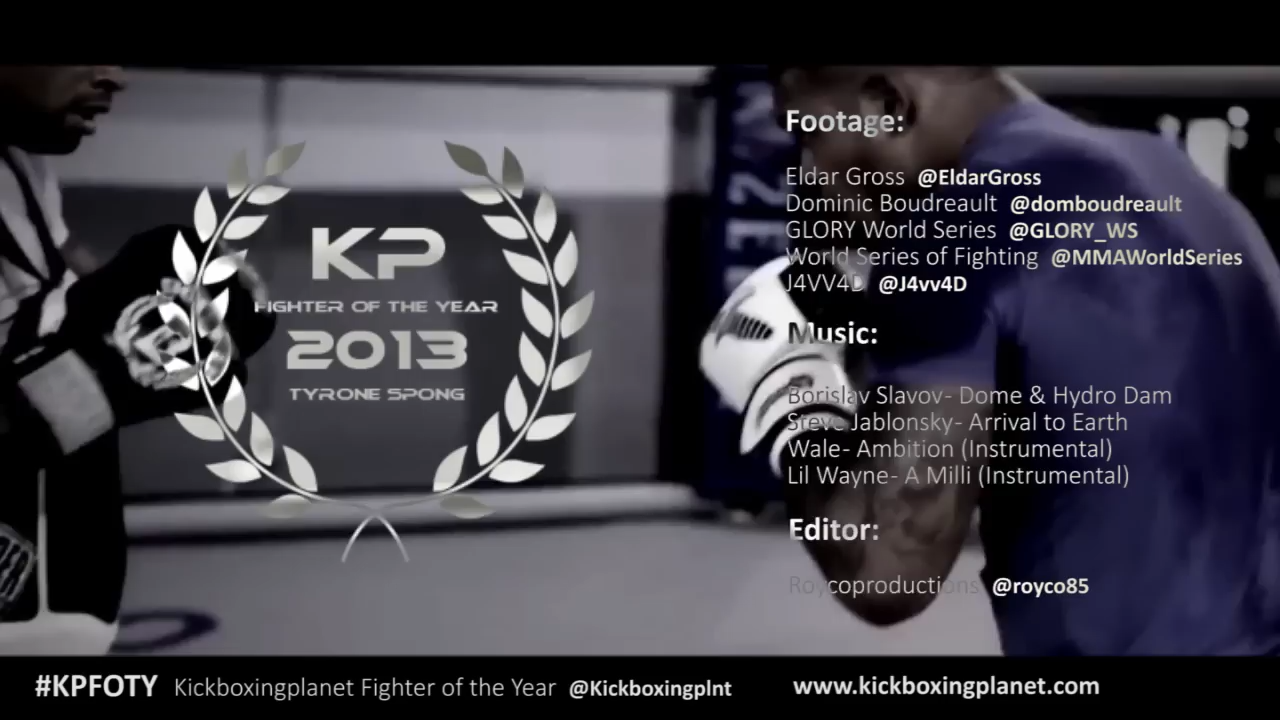 KP
FIGHTER OF THE YEAR
2013
TYRONE SPONG
Footage:
Eldar Gross @EldarGross
Dominic Boudreault @domboudreault
GLORY World Series @GLORY_WS
World Series of Fighting @MMAWorldSeries
J4VV4D @J4vv4D
Music:
Borislav Slavov- Dome & Hydro Dam
Steve Jablonsky- Arrival to Earth
Wale- Ambition (Instrumental)
Lil Wayne- A Milli (Instrumental)
Editor:
Roycoproductions @royco85
#KPFOTY Kickboxingplanet Fighter of the Year @Kickboxingplnt www.kickboxingplanet.com